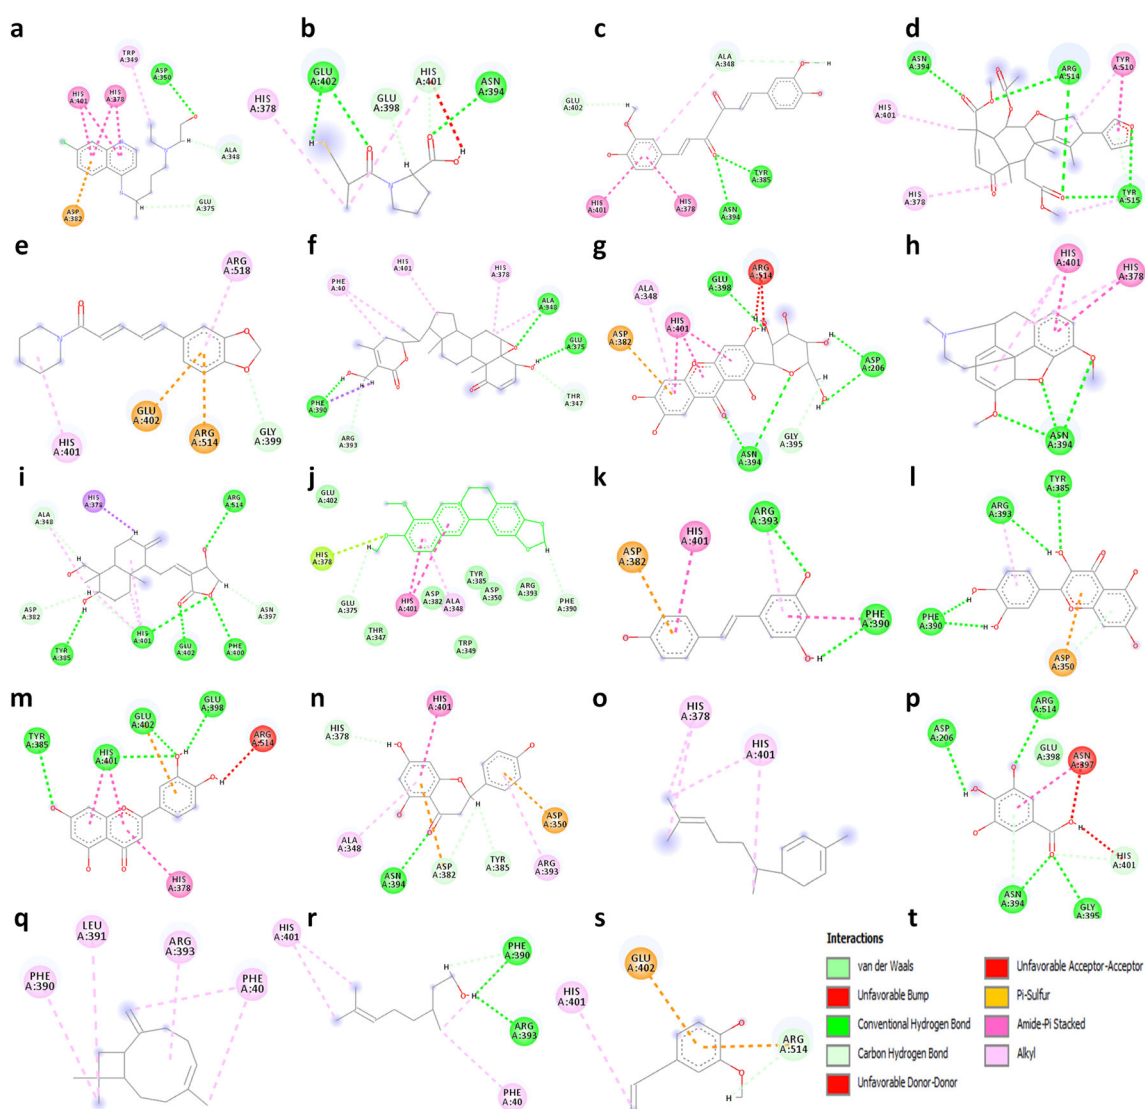 a
TRP
A:349
ASP
A:350
HIS
A:401
HIS
A:378
H
ALA
A:348
ASP
A:382
H
GLU
A:375
b
GLU
A:402
HIS
A:401
ASN
A:394
GLU
A:398
HIS
A:378
H
O
O
H
N
O
H
c
ALA
A:348
GLU
A:402
H
H
TYR
A:385
HIS
A:401
HIS
A:378
ASN
A:394
d
ASN
A:394
ARG
A:514
TYR
A:510
HIS
A:401
HIS
A:378
TYR
A:515
e
ARG
A:518
O
N
O
O
GLU
A:402
ARG
A:514
GLY
A:399
HIS
A:401
f
HIS
A:401
HIS
A:378
PHE
A:40
ALA
A:348
GLU
A:375
H
THR
A:347
H
H
PHE
A:390
ARG
A:393
g
GLU
A:398
ARG
A:514
ALA
A:348
HIS
A:401
ASP
A:382
ASP
A:206
H
H
H
H
H
GLY
A:395
ASN
A:394
h
HIS
A:401
HIS
A:378
N
O
O
O
ASN
A:394
i
HIS
A:378
ARG
A:514
ALA
A:348
H
H
H
H
H
ASP
A:382
ASN
A:397
TYR
A:385
HIS
A:401
GLU
A:402
PHE
A:400
j
GLU
A:402
HIS
A:378
H
H
TYR
A:385
ASP
A:350
ARG
A:393
GLU
A:375
HIS
A:401
ASP
A:382
ALA
A:348
PHE
A:390
THR
A:347
TRP
A:349
k
ARG
A:393
HIS
A:401
ASP
A:382
PHE
A:390
O
O
O
H
l
TYR
A:385
ARG
A:393
H
H
H
PHE
A:390
ASP
A:350
m
GLU
A:402
GLU
A:398
TYR
A:385
HIS
A:401
ARG
A:514
H
H
HIS
A:378
n
HIS
A:401
HIS
A:378
H
H
ASP
A:350
ALA
A:348
ASP
A:382
TYR
A:385
ARG
A:393
ASN
A:394
o
HIS
A:378
HIS
A:401
p
ARG
A:514
ASP
A:206
GLU
A:398
ASN
A:397
H
H
HIS
A:401
ASN
A:394
GLY
A:395
q
LEU
A:391
ARG
A:393
PHE
A:390
PHE
A:40
r
HIS
A:401
PHE
A:390
H
O
H
ARG
A:393
PHE
A:40
s
GLU
A:402
HIS
A:401
O
O
ARG
A:514
H
t
Interactions
van der Waals
Unfavorable Bump
Conventional Hydrogen Bond
Carbon Hydrogen Bond
Unfavorable Donor-Donor
Unfavorable Acceptor-Acceptor
Pi-Sulfur
Amide-Pi Stacked
Alkyl